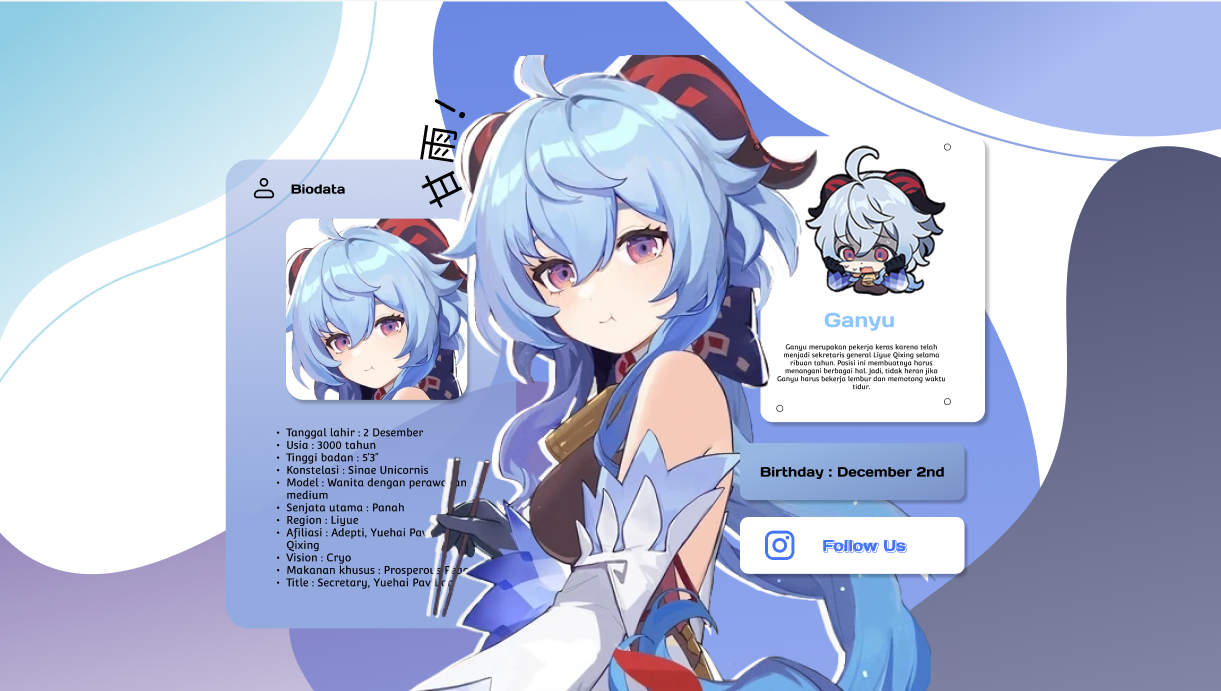 甘雨!
Biodata
• Tanggal lahir : 2 Desember
• Usia : 3000 tahun
• Tinggi badan : 5'3"
• Konstelasi : Sinae Unicornis
• Model : Wanita dengan
medium
• Senjata utama : Panah
• Region : Liyue
• Afiliasi : Adepti, Yuehai
Qixing
• Vision : Cryo
• Makanan khusus : Prosperous
• Title : Secretary, Yuehai
Ganyu
Ganyu merupakan pekerja keras karena telah
menjadi sekretaris general Liyue Qixing selama
ribuan tahun. Posisi ini membuatnya harus
menangani berbagai hal. Jadi, tidak heran jika
Ganyu harus bekerja lembur dan memotong waktu
tidur.
Birthday : December 2nd
Follow Us